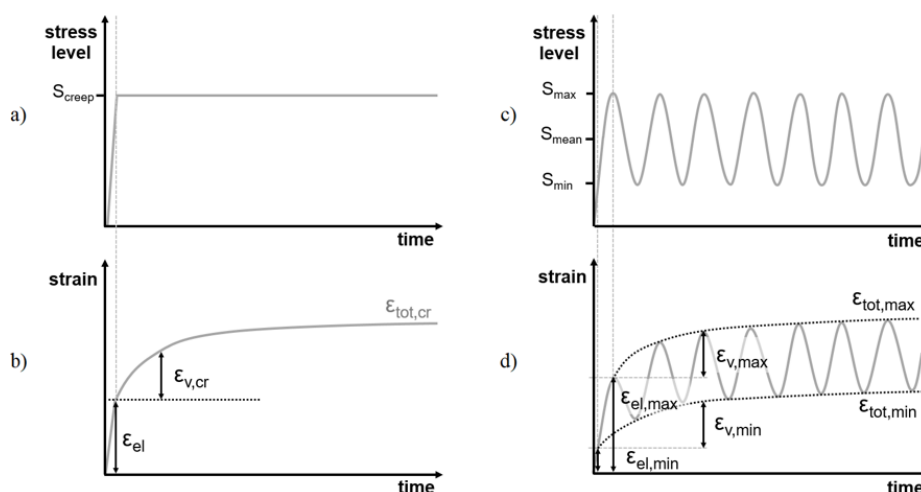 a)
stress
level
S_creep
time
b)
strain
ε_tot,cr
ε_v,cr
ε_el
time
c)
stress
level
S_max
S_mean
S_min
time
d)
strain
ε_tot,max
ε_v,max
ε_el,max
ε_tot,min
ε_v,min
ε_el,min
time